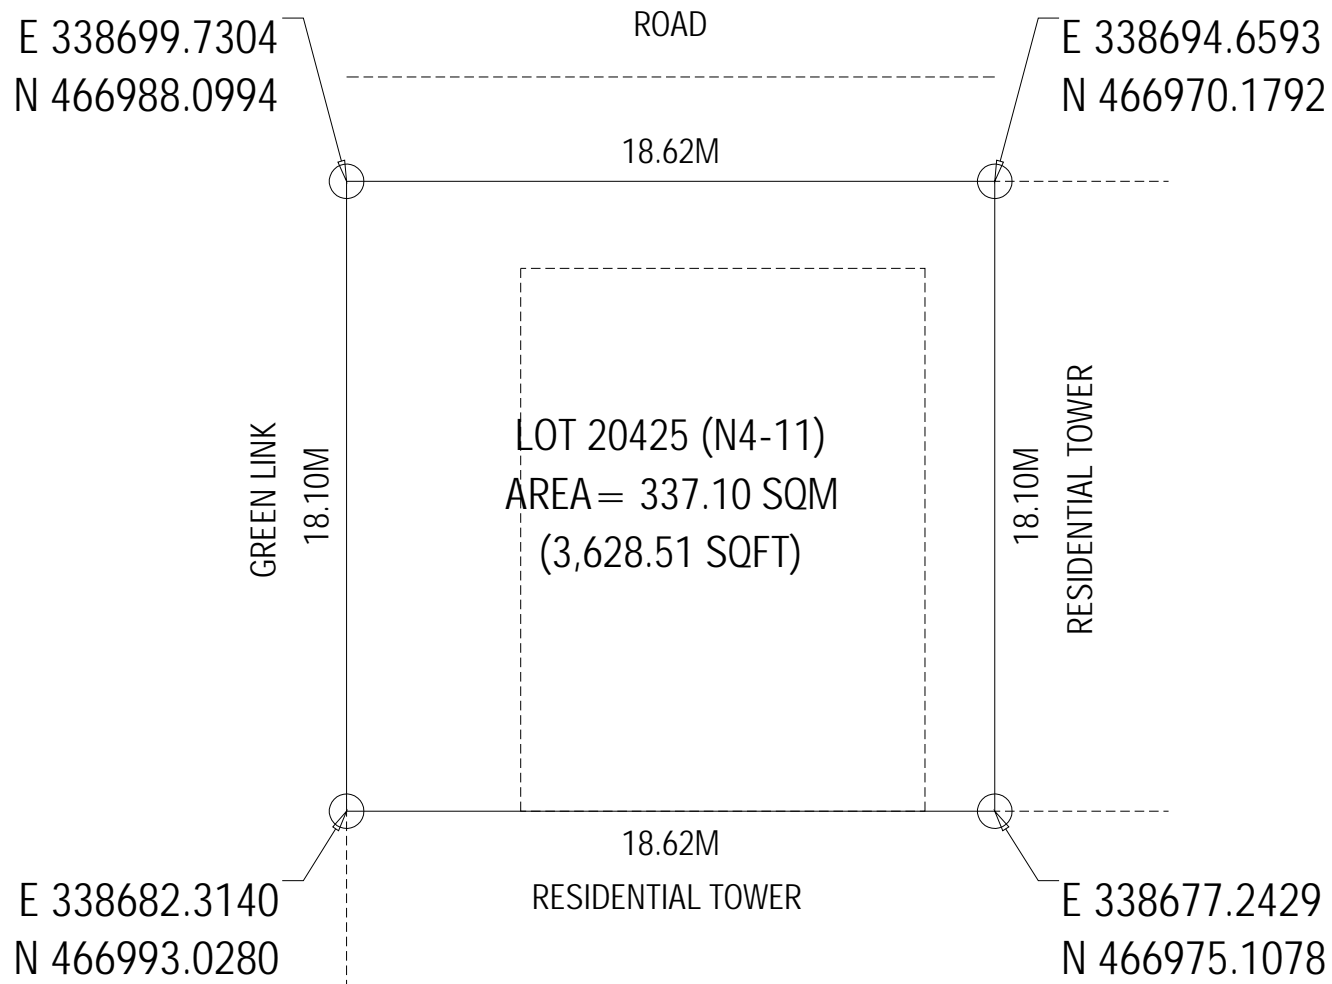 ROAD
E 338699.7304
N 466988.0994
E 338694.6593
N 466970.1792
18.62M
GREEN LINK
18.10M
LOT 20425 (N4-11)
AREA= 337.10 SQM
(3,628.51 SQFT)
18.10M
RESIDENTIAL TOWER
18.62M
RESIDENTIAL TOWER
E 338682.3140
N 466993.0280
E 338677.2429
N 466975.1078